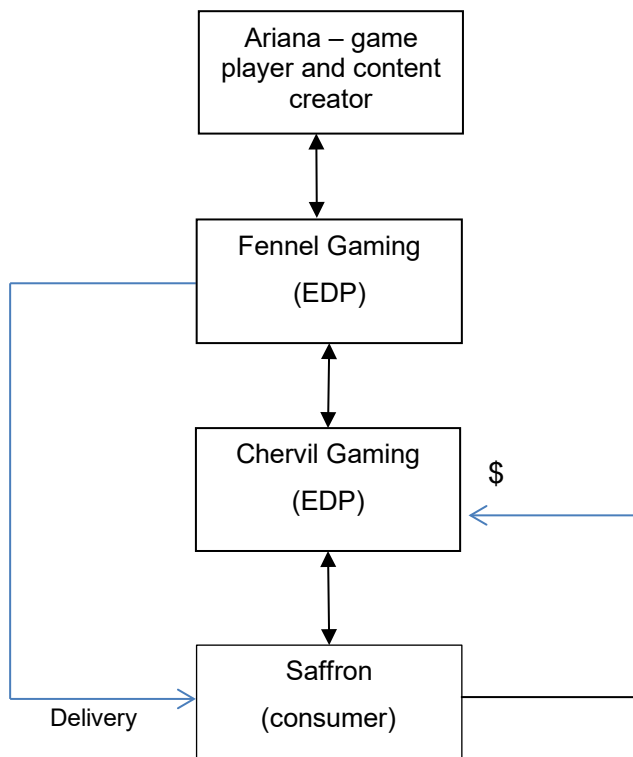 Ariana – game
player and content
creator
Fennel Gaming
(EDP)
Chervil Gaming
(EDP)
$
Saffron
(consumer)
Delivery